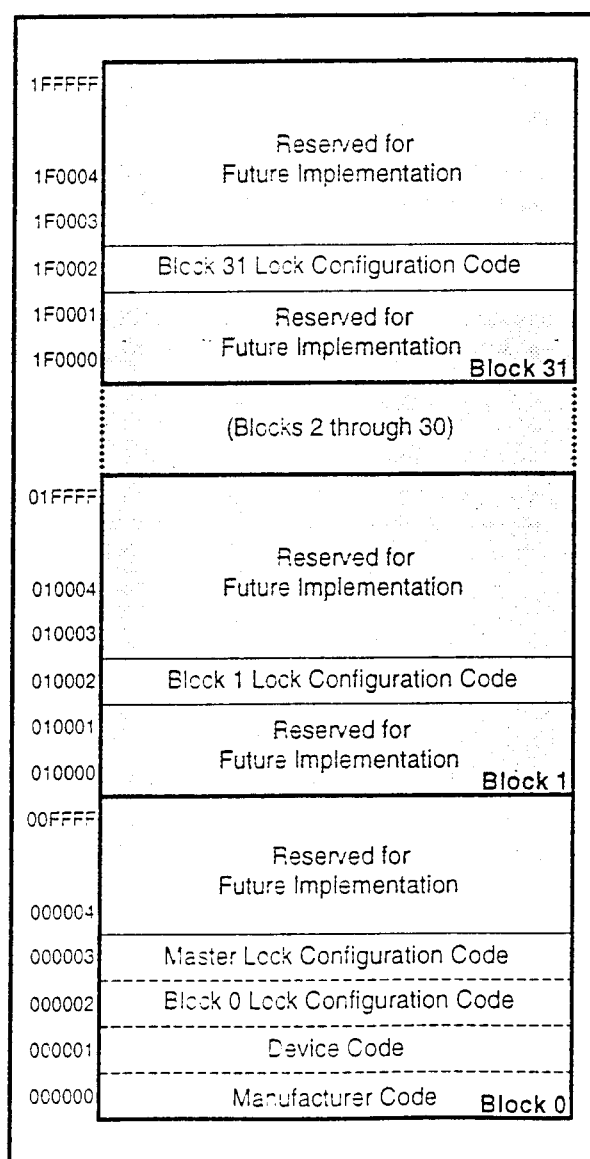 1FFFFF
Reserved for
Future Implementation
1F0004
1F0003
1F0002 Block 31 Lock Configuration Code
1F0001
Reserved for
Future Implementation
1F0000
Block 31
(Blocks 2 through 30)
01FFFF
Reserved for
Future Implementation
010004
010003
010002 Block 1 Lock Configuration Code
010001
Reserved for
Future Implementation
010000
Block 1
00FFFF
Reserved for
Future Implementation
000004
000003 Master Lock Configuration Code
000002 Block 0 Lock Configuration Code
000001 Device Code
000000 Manufacturer Code Block 0